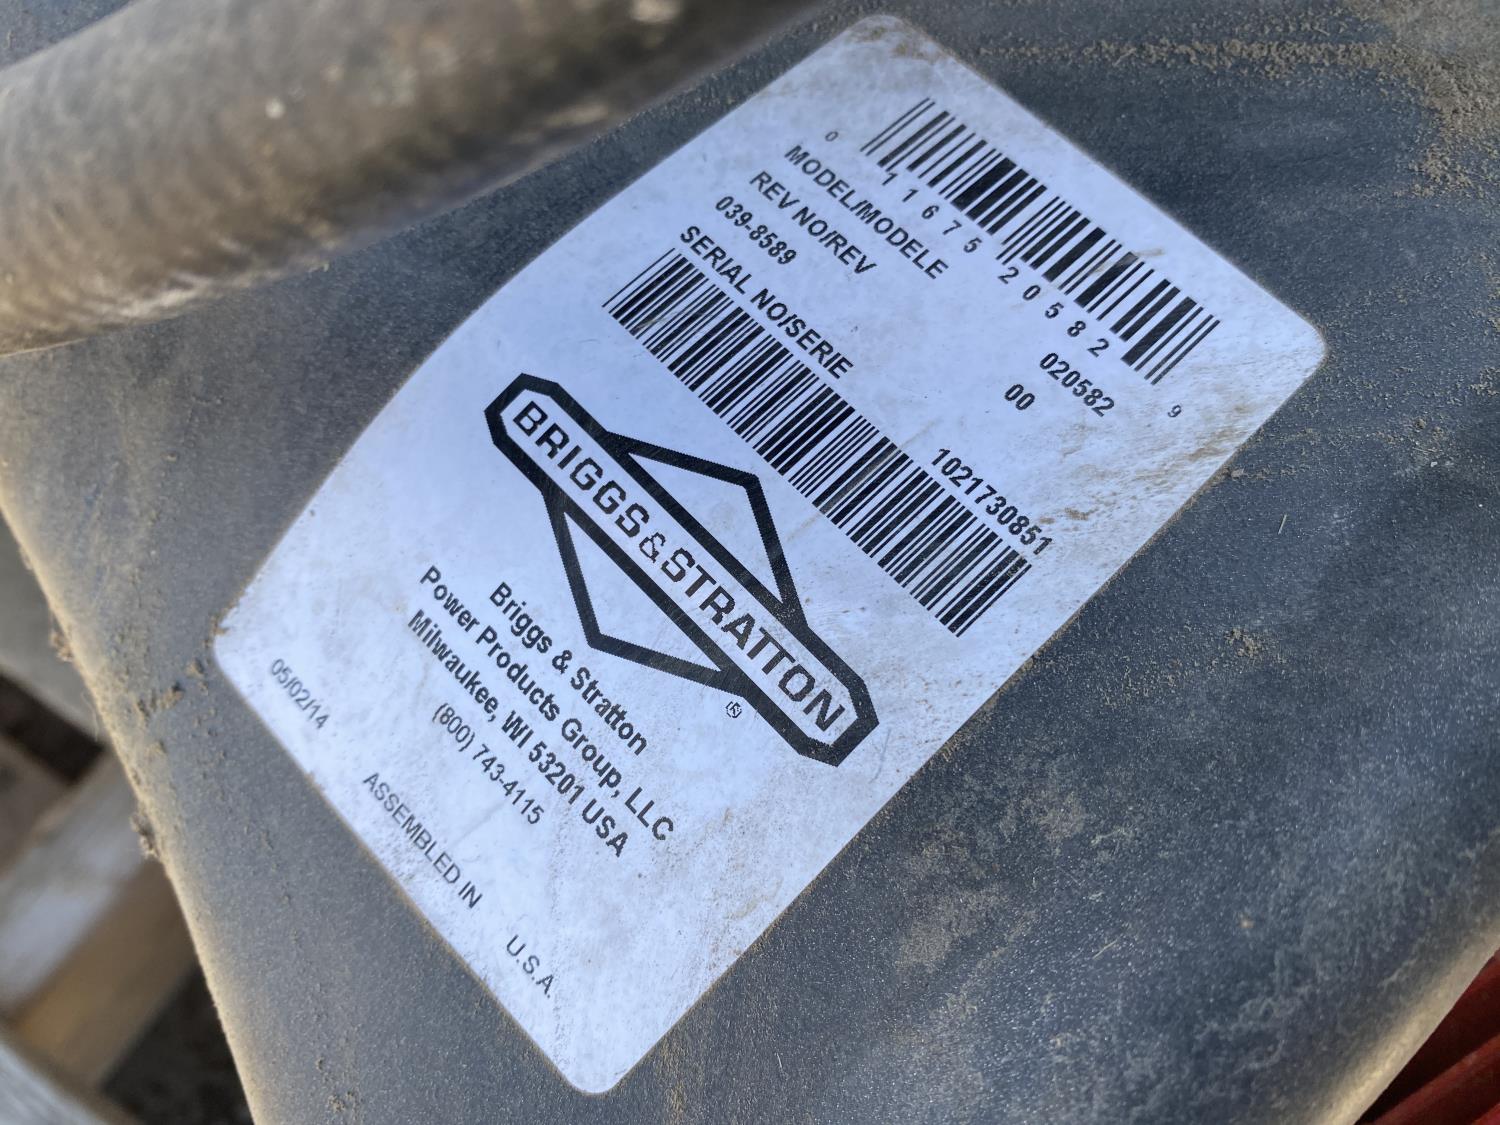 0 11675 20582 9
MODEL/MODELE 020582
REV NO/REV 00
039-8589
SERIAL NO/SERIE 1021730851
BRIGGS & STRATTON
®
Briggs & Stratton
Power Products Group, LLC
Milwaukee, WI 53201 USA
(800) 743-4115
05/02/14
ASSEMBLED IN U.S.A.